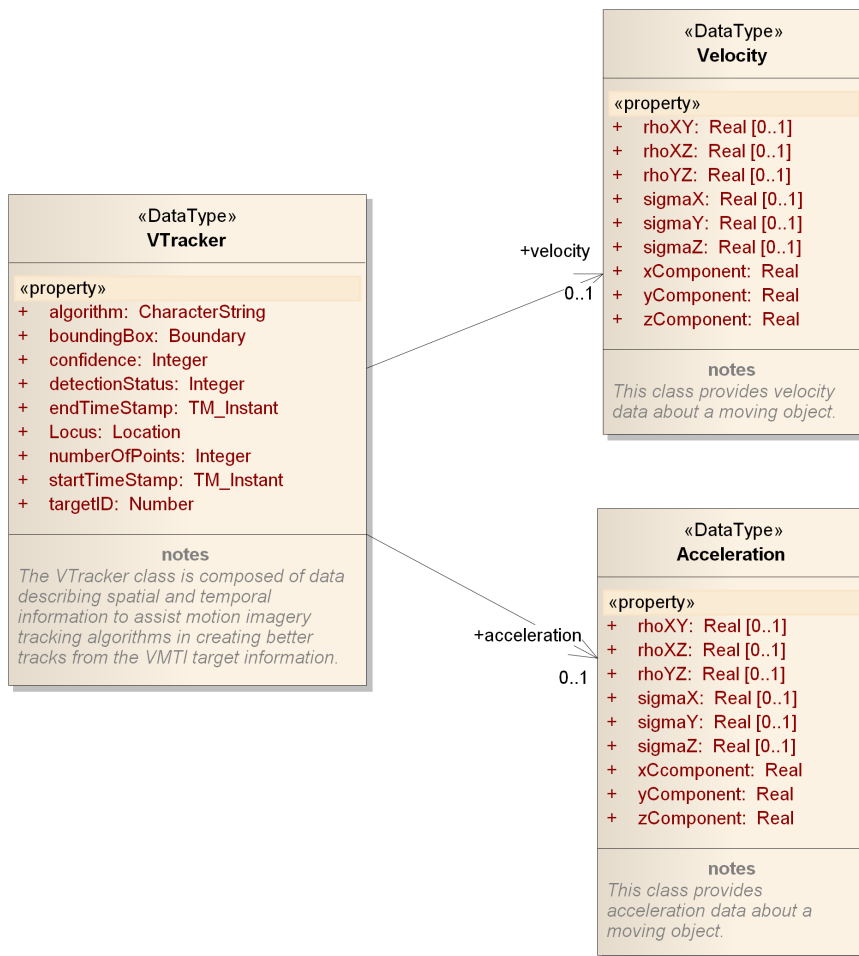 «DataType»
VTracker
«property»
+ algorithm: CharacterString
+ boundingBox: Boundary
+ confidence: Integer
+ detectionStatus: Integer
+ endTimeStamp: TM_Instant
+ Locus: Location
+ numberOfPoints: Integer
+ startTimeStamp: TM_Instant
+ targetID: Number
notes
The VTracker class is composed of data
describing spatial and temporal
information to assist motion imagery
tracking algorithms in creating better
tracks from the VMTI target information.
+velocity
0..1
«DataType»
Velocity
«property»
+ rhoXY: Real [0..1]
+ rhoXZ: Real [0..1]
+ rhoYZ: Real [0..1]
+ sigmaX: Real [0..1]
+ sigmaY: Real [0..1]
+ sigmaZ: Real [0..1]
+ xComponent: Real
+ yComponent: Real
+ zComponent: Real
notes
This class provides velocity
data about a moving object.
+acceleration
0..1
«DataType»
Acceleration
«property»
+ rhoXY: Real [0..1]
+ rhoXZ: Real [0..1]
+ rhoYZ: Real [0..1]
+ sigmaX: Real [0..1]
+ sigmaY: Real [0..1]
+ sigmaZ: Real [0..1]
+ xCcomponent: Real
+ yComponent: Real
+ zComponent: Real
notes
This class provides
acceleration data about a
moving object.